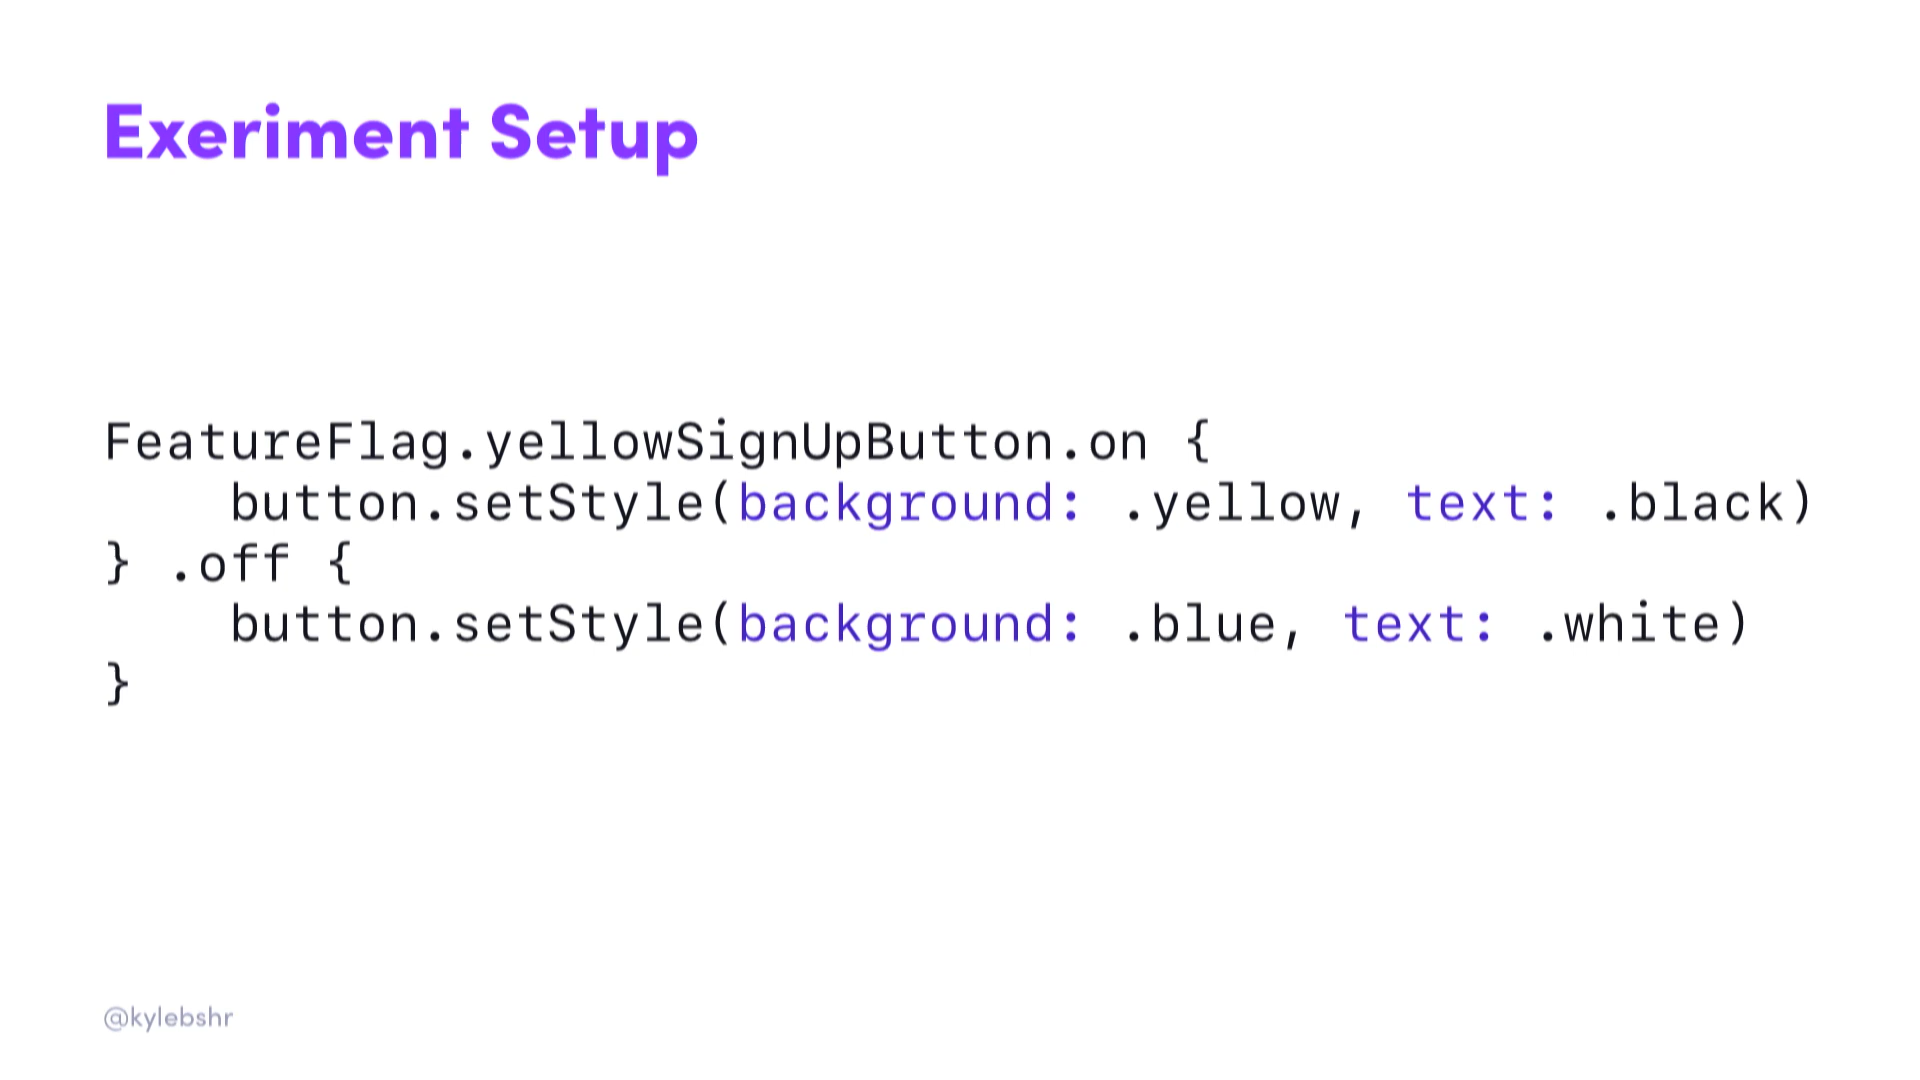 Exeriment Setup
FeatureFlag.yellowSignUpButton.on {
    button.setStyle(background: .yellow, text: .black)
} .off {
    button.setStyle(background: .blue, text: .white)
}
@kylebshr